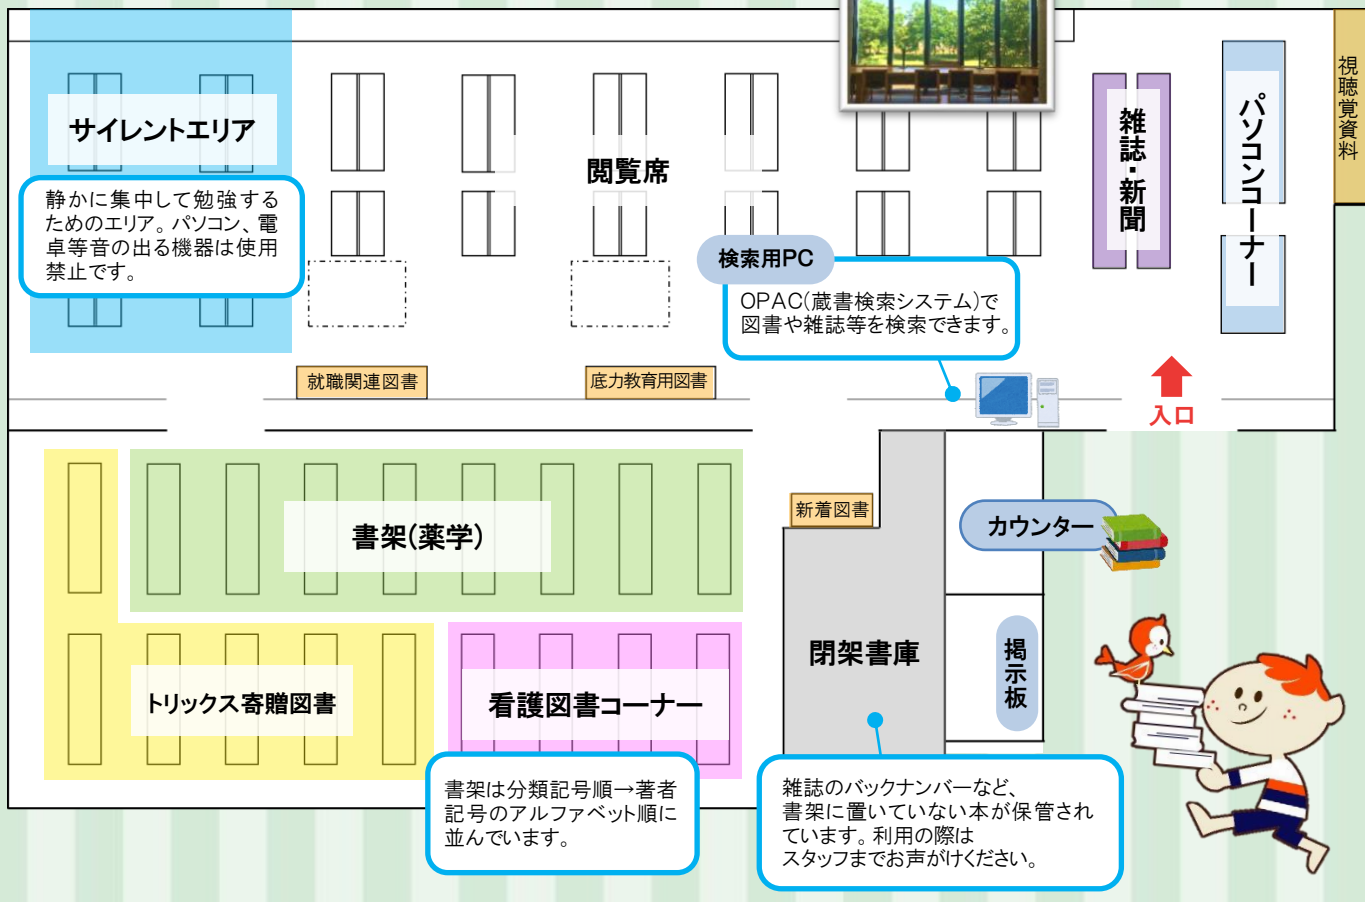 サイレントエリア
静かに集中して勉強する
ためのエリア。パソコン、電
卓等音の出る機器は使用
禁止です。
閲覧席
雑誌・新聞
パソコンコーナー
視聴覚資料
検索用PC
OPAC(蔵書検索システム)で
図書や雑誌等を検索できます。
就職関連図書
底力教育用図書
入口
書架(薬学)
新着図書
カウンター
トリックス寄贈図書
看護図書コーナー
閉架書庫
掲示板
書架は分類記号順→著者
記号のアルファベット順に
並んでいます。
雑誌のバックナンバーなど、
書架に置いていない本が保管され
ています。利用の際は
スタッフまでお声がけください。